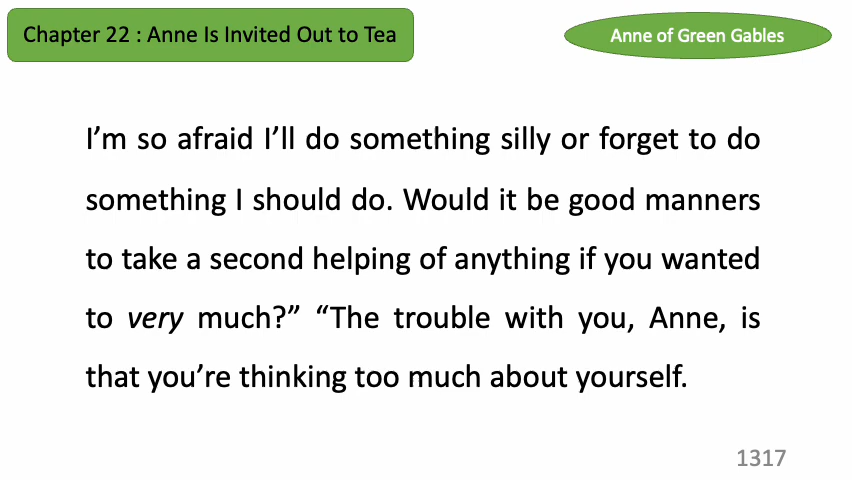 Chapter 22 : Anne Is Invited Out to Tea
Anne of Green Gables
I’m so afraid I’ll do something silly or forget to do
something I should do. Would it be good manners
to take a second helping of anything if you wanted
to very much?” “The trouble with you, Anne, is
that you’re thinking too much about yourself.
1317